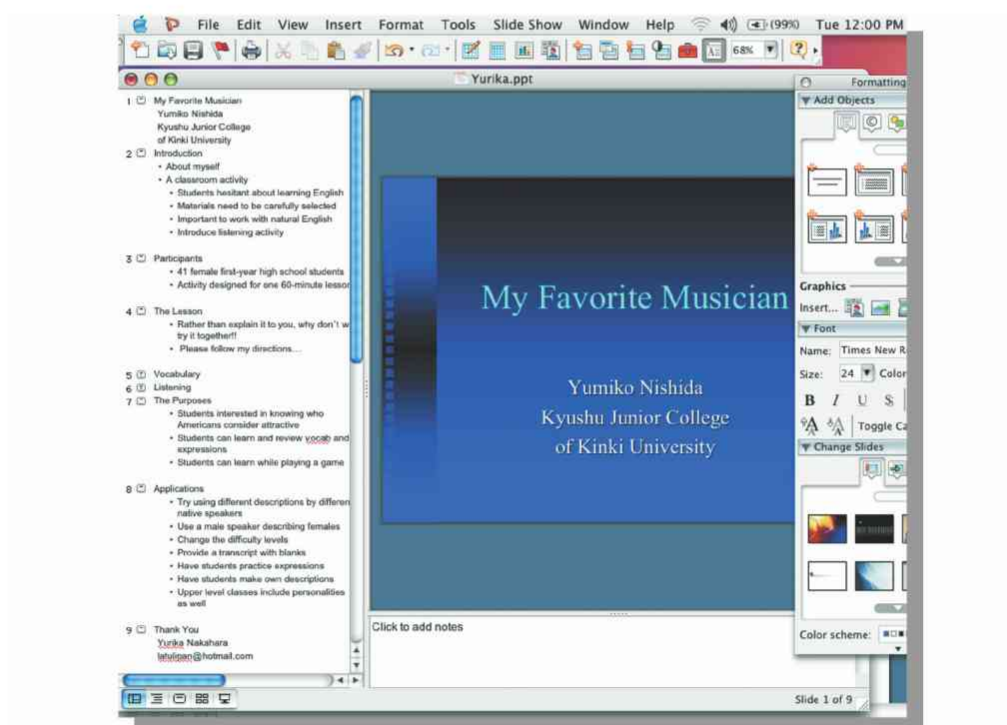 File Edit View Insert Format Tools Slide Show Window Help (99%) Tue 12:00 PM
68%
Yurika.ppt
1 My Favorite Musician
Yumiko Nishida
Kyushu Junior College
of Kinki University
2 Introduction
• About myself
• A classroom activity
• Students hesitant about learning English
• Materials need to be carefully selected
• Important to work with natural English
• Introduce listening activity
3 Participants
• 41 female first-year high school students
• Activity designed for one 60-minute lesson
4 The Lesson
• Rather than explain it to you, why don't w
try it together!!
• Please follow my directions....
5 Vocabulary
6 Listening
7 The Purposes
• Students interested in knowing who
Americans consider attractive
• Students can learn and review vocab and
expressions
• Students can learn while playing a game
8 Applications
• Try using different descriptions by differen
native speakers
• Use a male speaker describing females
• Change the difficulty levels
• Provide a transcript with blanks
• Have students practice expressions
• Have students make own descriptions
• Upper level classes include personalities
as well
9 Thank You
Yurika Nakahara
latulipan@hotmail.com
My Favorite Musician
Yumiko Nishida
Kyushu Junior College
of Kinki University
Click to add notes
Formatting
Add Objects
Graphics
Insert...
Font
Name: Times New R
Size: 24 Color
B I U S
A A Toggle Ca
Change Slides
Color scheme:
Slide 1 of 9